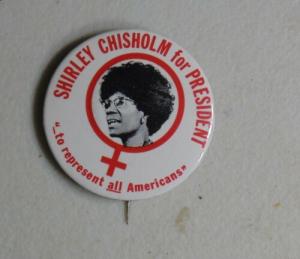 SHIRLEY CHISHOLM for PRESIDENT
"...to represent all Americans"